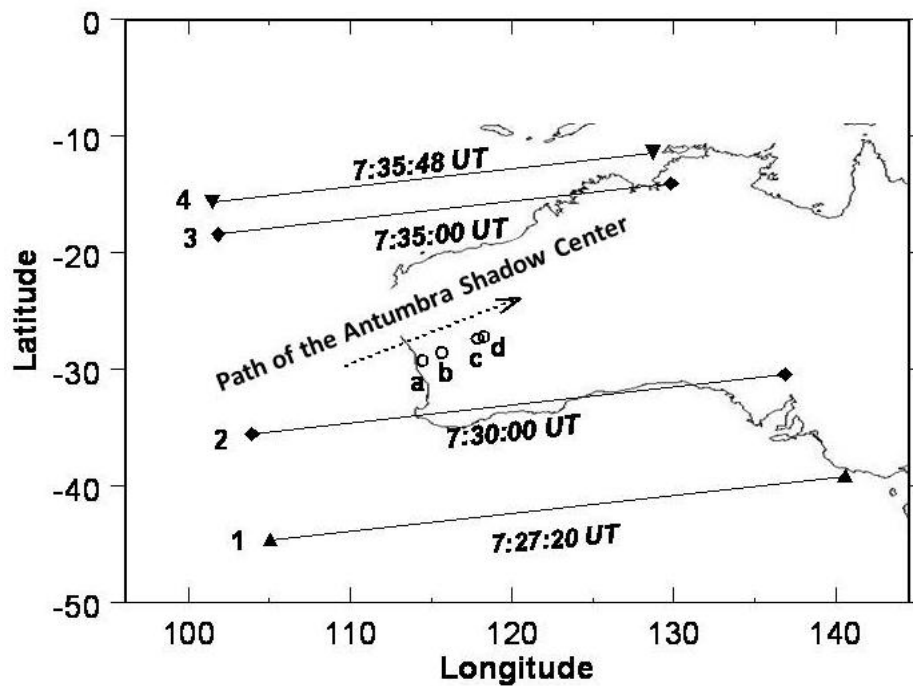 0
-10
-20
-30
-40
-50
Latitude
100
110
120
130
140
Longitude
4
7:35:48 UT
3
7:35:00 UT
Path of the Antumbra Shadow Center
a
b
c
d
2
7:30:00 UT
1
7:27:20 UT